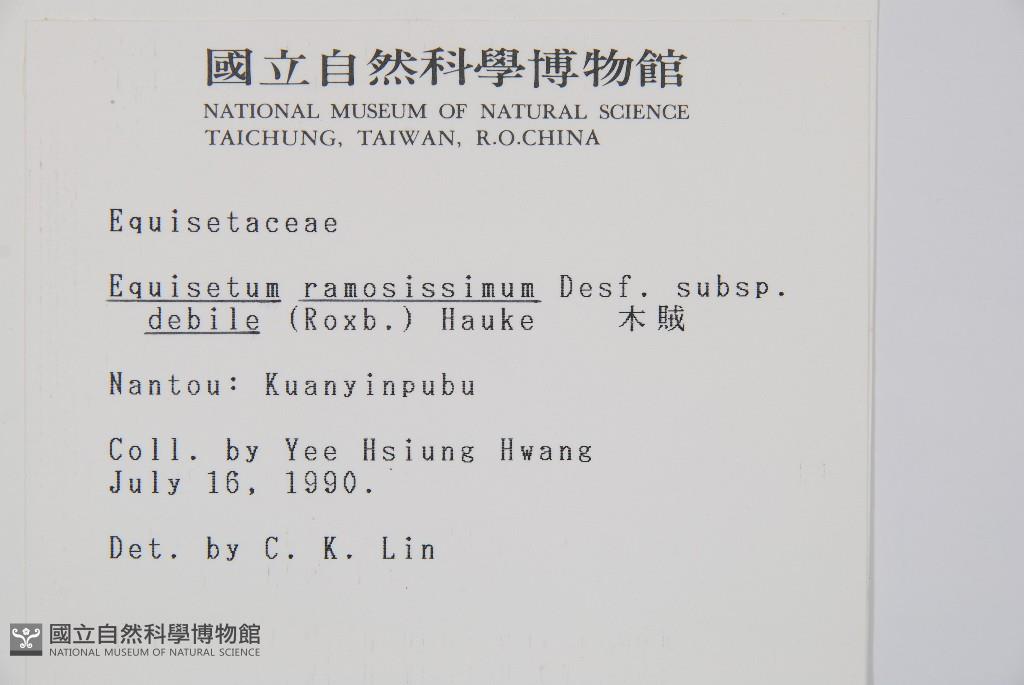 國立自然科學博物館
NATIONAL MUSEUM OF NATURAL SCIENCE
TAICHUNG, TAIWAN, R.O.CHINA
Equisetaceae
Equisetum ramosissimum Desf. subsp.
debile (Roxb.) Hauke 木賊
Nantou: Kuanyinpubu
Coll. by Yee Hsiung Hwang
July 16, 1990.
Det. by C. K. Lin
國立自然科學博物館
NATIONAL MUSEUM OF NATURAL SCIENCE